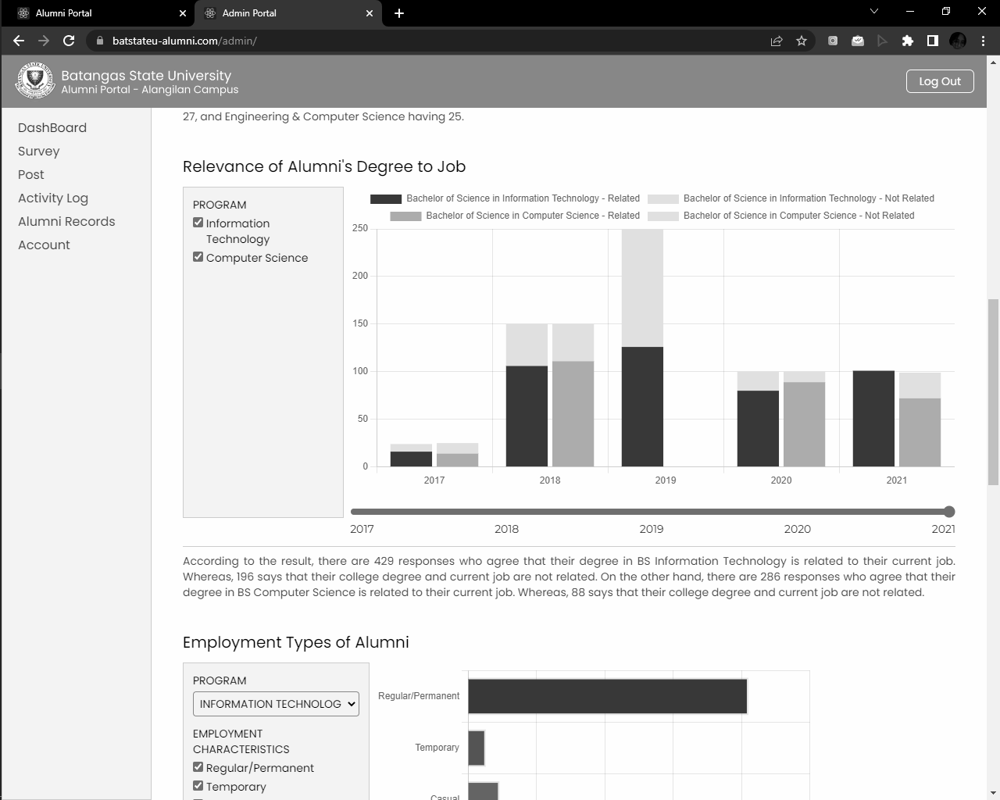 Alumni Portal
Admin Portal
batstateu-alumni.com/admin/
Batangas State University
Alumni Portal - Alangilan Campus
Log Out
DashBoard
Survey
Post
Activity Log
Alumni Records
Account
27, and Engineering & Computer Science having 25.
Relevance of Alumni's Degree to Job
PROGRAM
Information
Technology
Computer Science
Bachelor of Science in Information Technology - Related
Bachelor of Science in Information Technology - Not Related
Bachelor of Science in Computer Science - Related
Bachelor of Science in Computer Science - Not Related
250
200
150
100
50
0
2017 2018 2019 2020 2021
2017 2018 2019 2020 2021
According to the result, there are 429 responses who agree that their degree in BS Information Technology is related to their current job.
Whereas, 196 says that their college degree and current job are not related. On the other hand, there are 286 responses who agree that their
degree in BS Computer Science is related to their current job. Whereas, 88 says that their college degree and current job are not related.
Employment Types of Alumni
PROGRAM
INFORMATION TECHNOLOG
EMPLOYMENT
CHARACTERISTICS
Regular/Permanent
Temporary
Regular/Permanent
Temporary
Casual